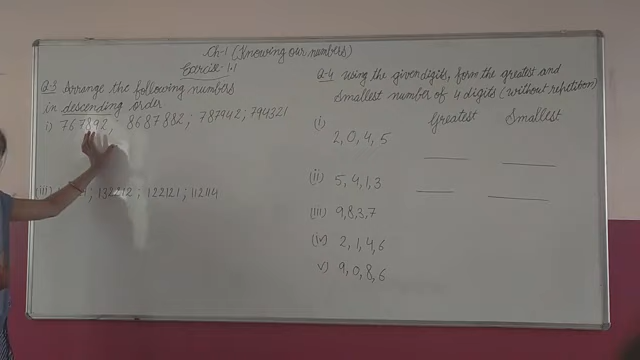 Ch-1 (Knowing our numbers)
Exercise 1.1
Q-3 Arrange the following numbers
in descending order
i) 767892; 8687882; 787942; 794321
(iii) ; 132212; 122121; 112114
Q-4 Using the given digits, form the greatest and
smallest number of 4 digits (without repetition)
Greatest Smallest
(i) 2, 0, 4, 5
(ii) 5, 4, 1, 3
(iii) 9, 8, 3, 7
(iv) 2, 1, 4, 6
v) 9, 0, 8, 6